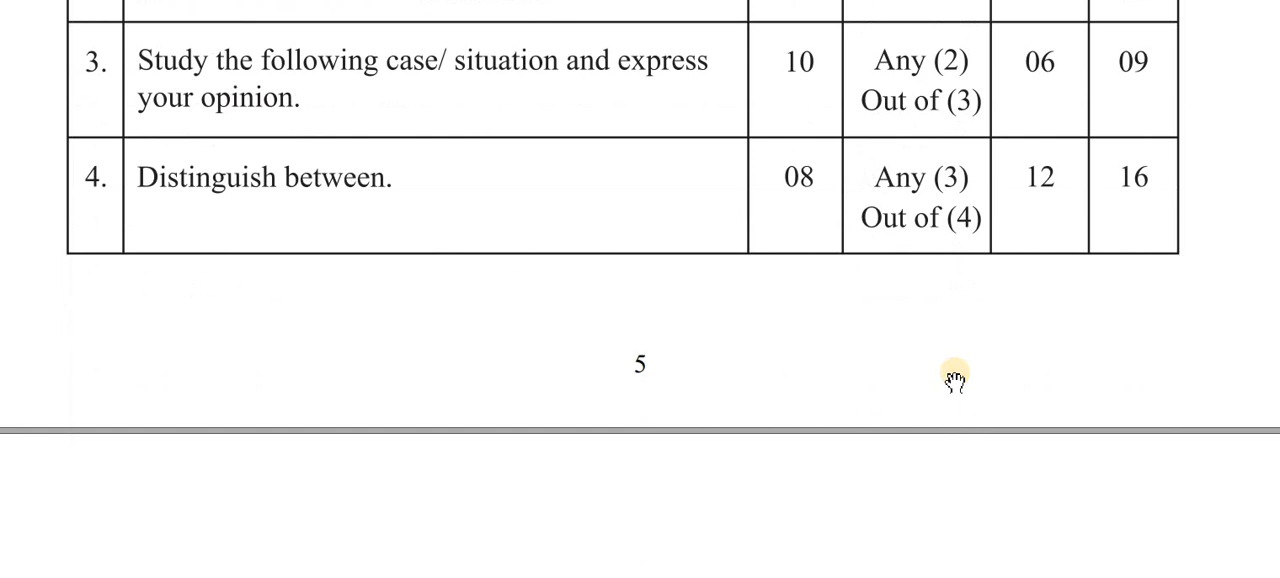 3. Study the following case/ situation and express 10 Any (2) 06 09
your opinion. Out of (3)
4. Distinguish between. 08 Any (3) 12 16
Out of (4)
5